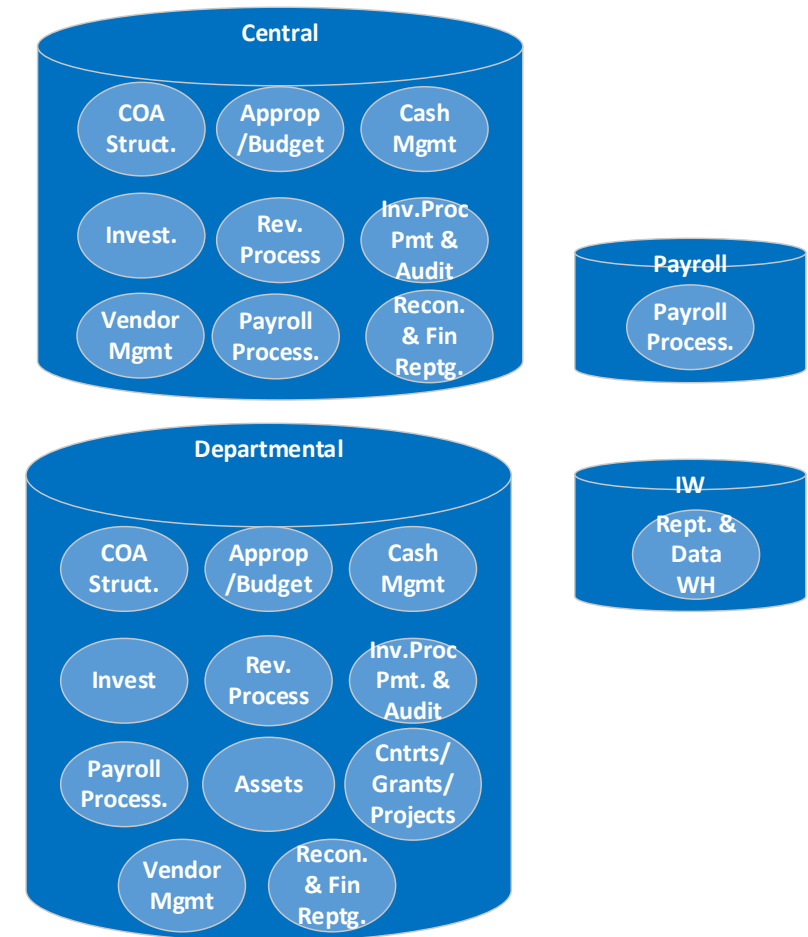 Central
COA
Struct.
Approp
/Budget
Cash
Mgmt
Invest.
Rev.
Process
Inv.Proc
Pmt &
Audit
Vendor
Mgmt
Payroll
Process.
Recon.
& Fin
Reptg.
Payroll
Payroll
Process.
Departmental
COA
Struct.
Approp
/Budget
Cash
Mgmt
Invest
Rev.
Process
Inv.Proc
Pmt. &
Audit
Payroll
Process.
Assets
Cntrts/
Grants/
Projects
Vendor
Mgmt
Recon.
& Fin
Reptg.
IW
Rept. &
Data
WH